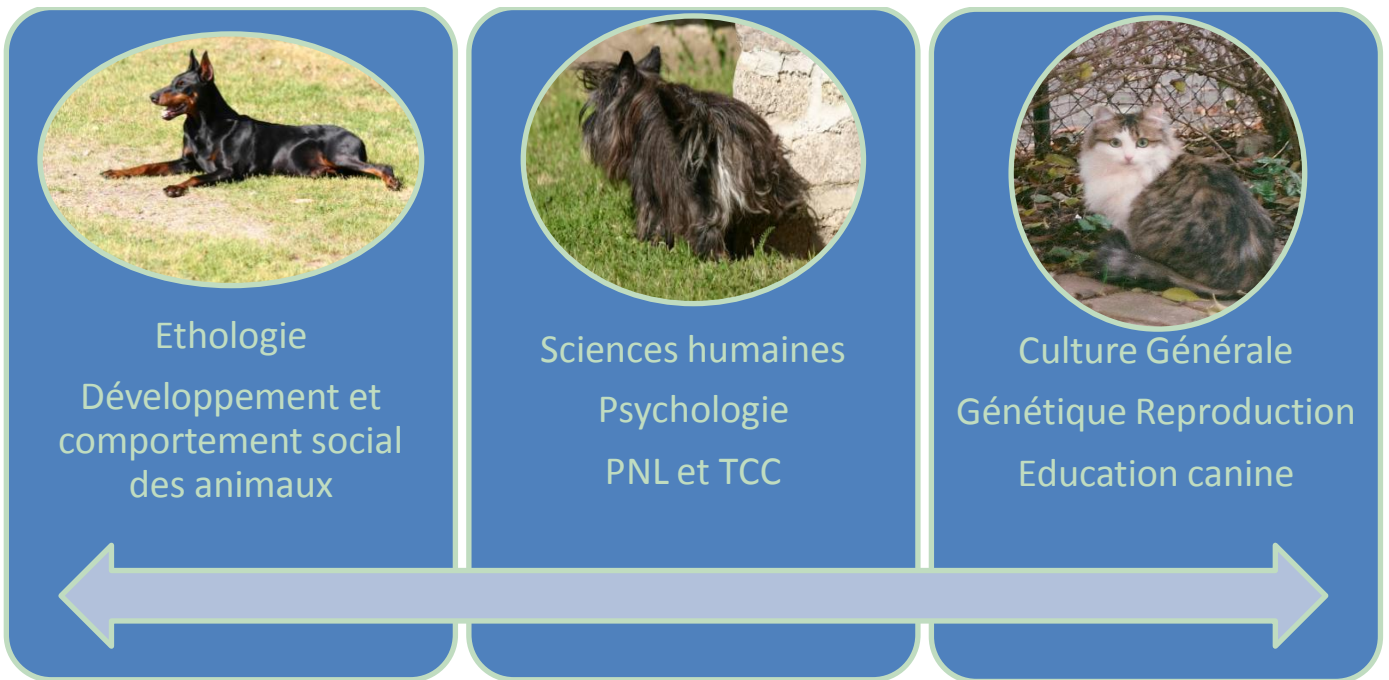 Ethologie
Développement et
comportement social
des animaux
Sciences humaines
Psychologie
PNL et TCC
Culture Générale
Génétique Reproduction
Education canine